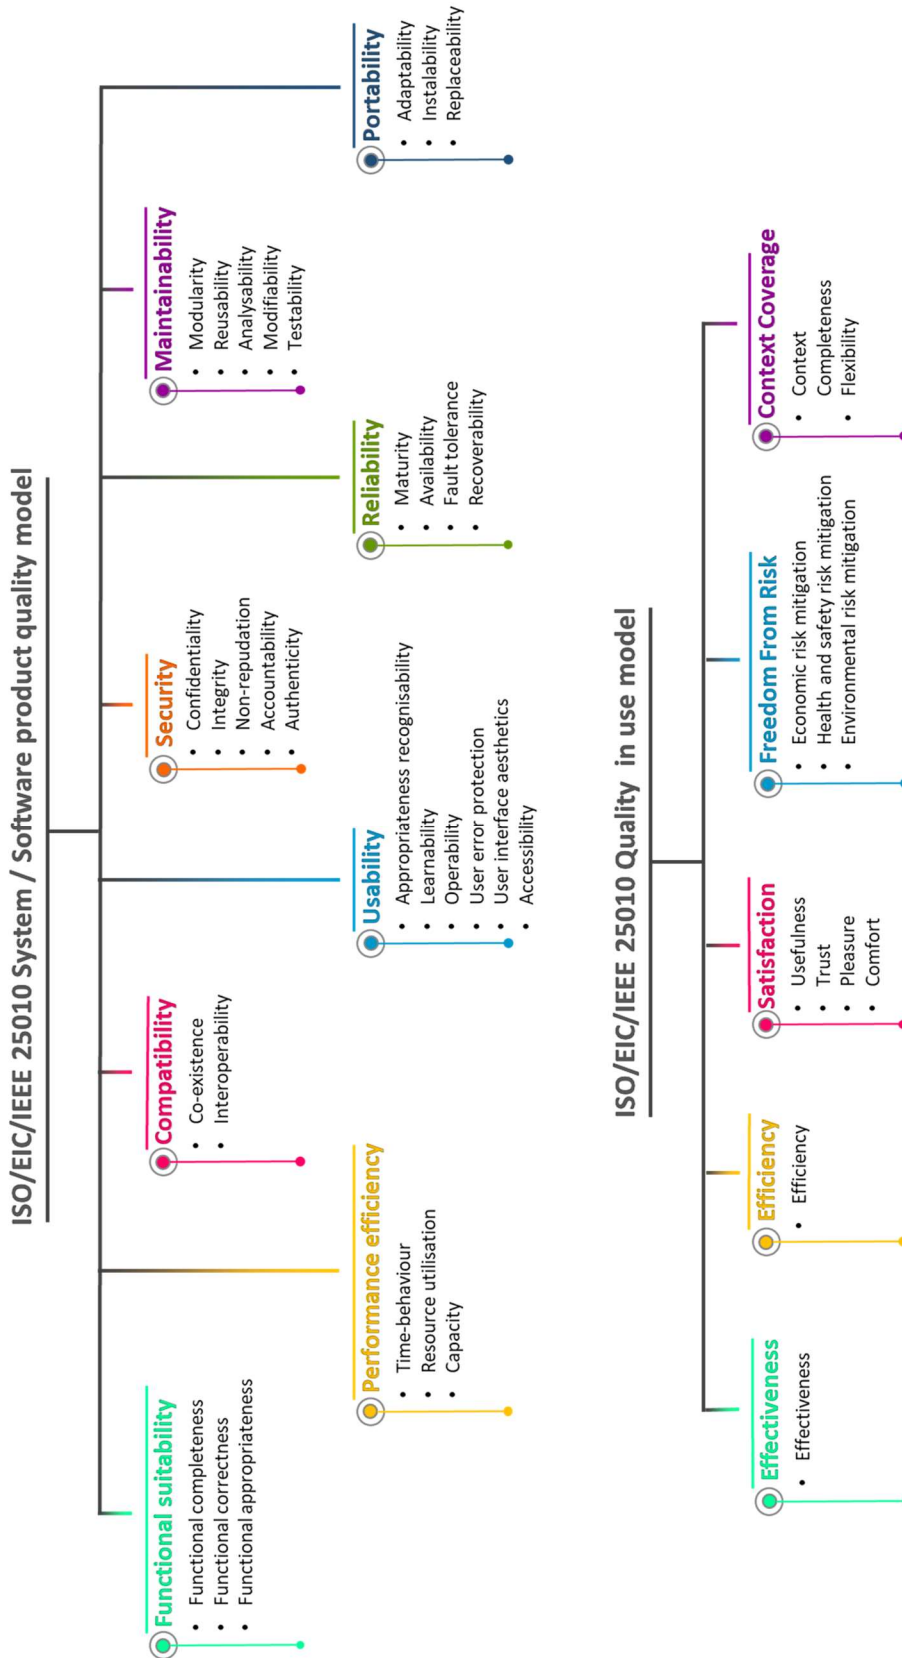 ISO/EIC/IEEE 25010 System / Software product quality model
Functional suitability
• Functional completeness
• Functional correctness
• Functional appropriateness
Performance efficiency
• Time-behaviour
• Resource utilisation
• Capacity
Compatibility
• Co-existence
• Interoperability
Usability
• Appropriateness recognisability
• Learnability
• Operability
• User error protection
• User interface aesthetics
• Accessibility
Security
• Confidentiality
• Integrity
• Non-repudation
• Accountability
• Authenticity
Reliability
• Maturity
• Availability
• Fault tolerance
• Recoverability
Maintainability
• Modularity
• Reusability
• Analysability
• Modifiability
• Testability
Portability
• Adaptability
• Instalability
• Replaceability
ISO/EIC/IEEE 25010 Quality in use model
Effectiveness
• Effectiveness
Efficiency
• Efficiency
Satisfaction
• Usefulness
• Trust
• Pleasure
• Comfort
Freedom From Risk
• Economic risk mitigation
• Health and safety risk mitigation
• Environmental risk mitigation
Context Coverage
• Context
Completeness
• Flexibility